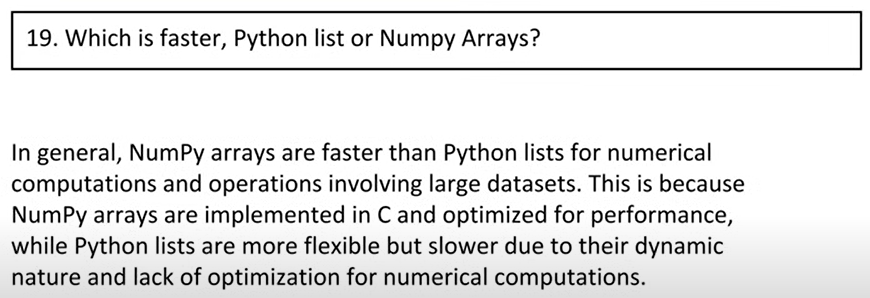 19. Which is faster, Python list or Numpy Arrays?
In general, NumPy arrays are faster than Python lists for numerical
computations and operations involving large datasets. This is because
NumPy arrays are implemented in C and optimized for performance,
while Python lists are more flexible but slower due to their dynamic
nature and lack of optimization for numerical computations.